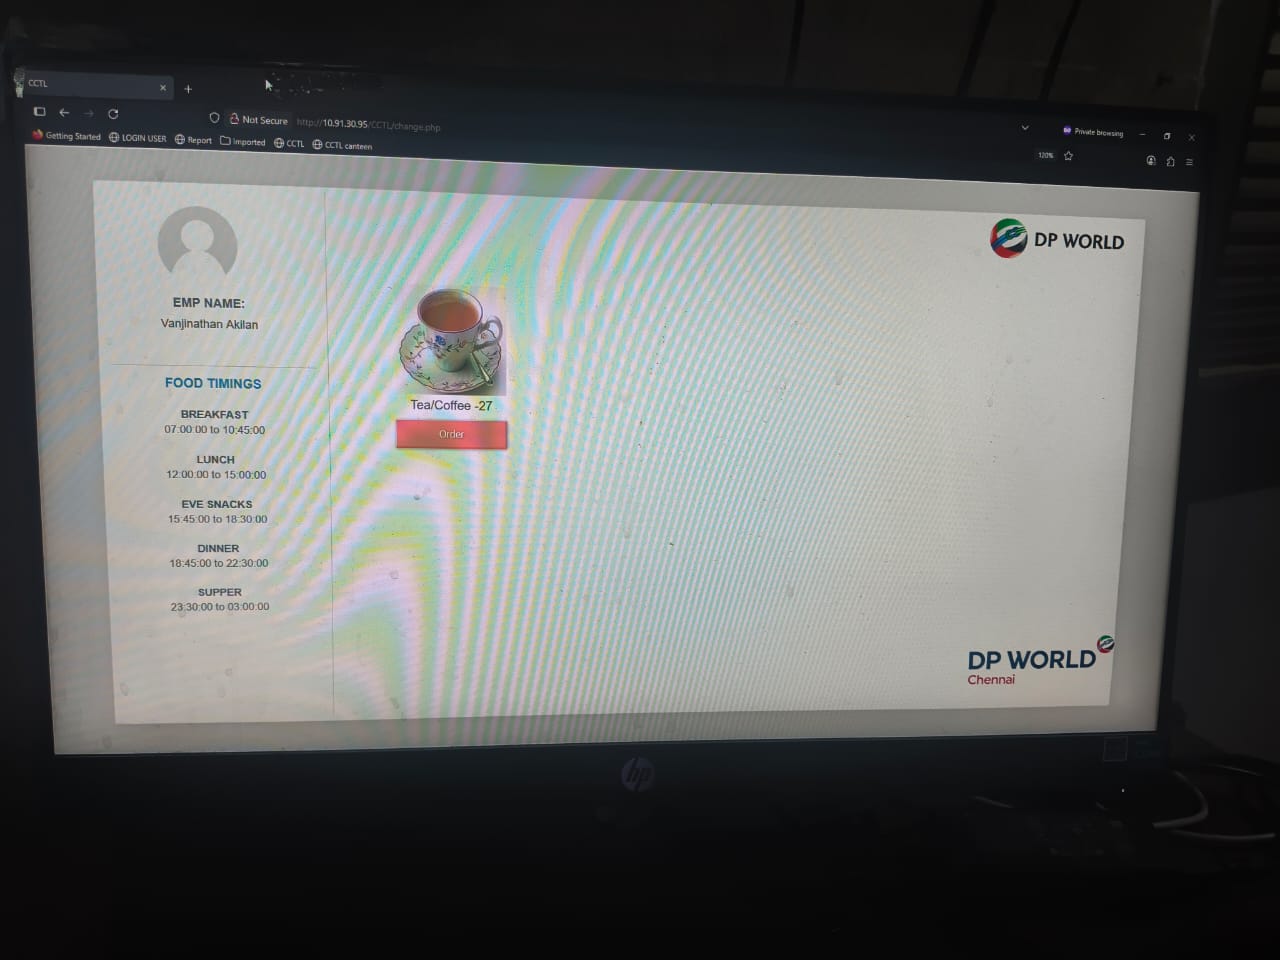 CCTL
Not Secure http://10.91.30.95/CCTL/change.php
Private browsing
Getting Started LOGIN USER Report Imported CCTL CCTL canteen
120%
DP WORLD
EMP NAME:
Vanjinathan Akilan
FOOD TIMINGS
BREAKFAST
07:00:00 to 10:45:00
LUNCH
12:00:00 to 15:00:00
EVE SNACKS
15:45:00 to 18:30:00
DINNER
18:45:00 to 22:30:00
SUPPER
23:30:00 to 03:00:00
Tea/Coffee -27
Order
DP WORLD
Chennai
hp